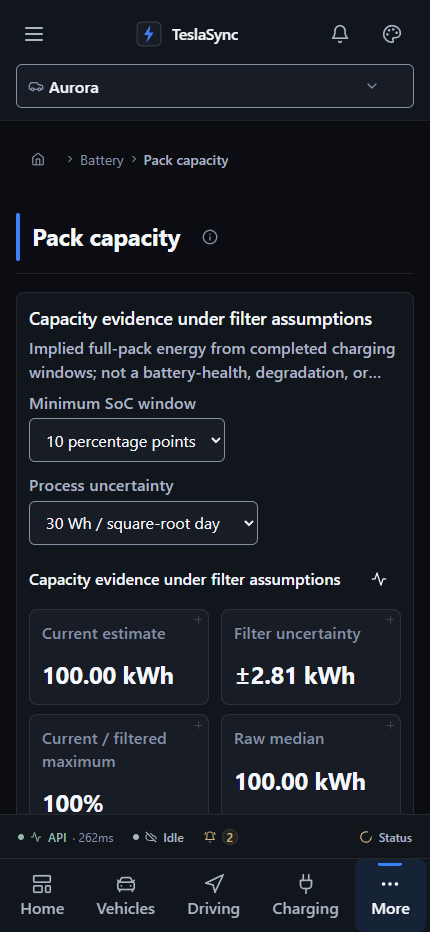 TeslaSync
Aurora
Battery
Pack capacity
Pack capacity
Capacity evidence under filter assumptions
Implied full-pack energy from completed charging
windows; not a battery-health, degradation, or…
Minimum SoC window
10 percentage points
Process uncertainty
30 Wh / square-root day
Capacity evidence under filter assumptions
Current estimate
100.00 kWh
Filter uncertainty
±2.81 kWh
Current / filtered
maximum
100%
Raw median
100.00 kWh
API · 262ms
Idle
2
Status
Home
Vehicles
Driving
Charging
More